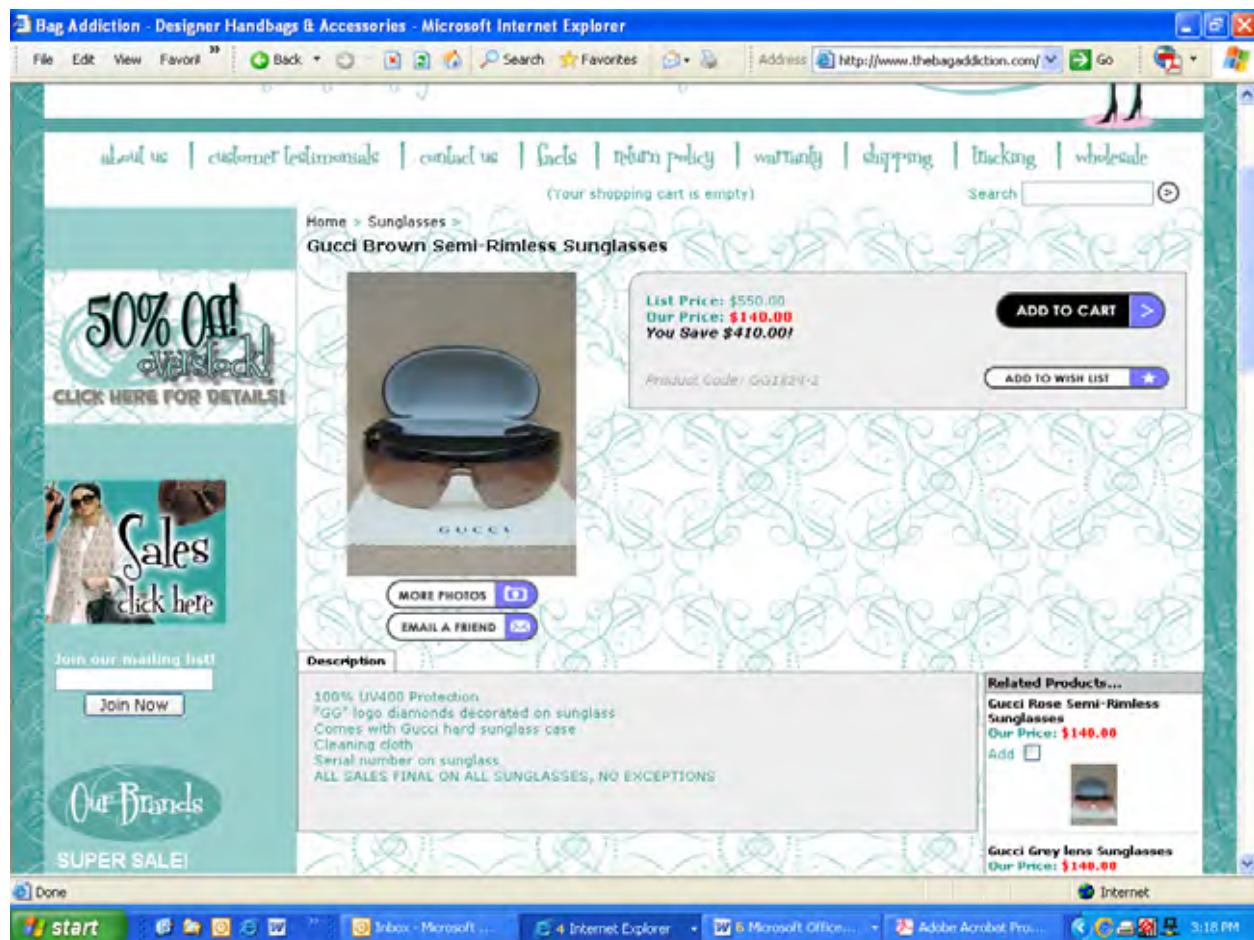 Bag Addiction - Designer Handbags & Accessories - Microsoft Internet Explorer
File Edit View Favorit » Back Search Favorites Address http://www.thebagaddiction.com/ Go
about us | customer testimonials | contact us | facts | return policy | warranty | shipping | tracking | wholesale
(Your shopping cart is empty) Search
Home > Sunglasses >
Gucci Brown Semi-Rimless Sunglasses
50% Off!
overstock!
CLICK HERE FOR DETAILS!
List Price: $550.00
Our Price: $140.00
You Save $410.00!
ADD TO CART
Product Code:
ADD TO WISH LIST
GUCCI
Sales
click here
MORE PHOTOS
EMAIL A FRIEND
Join our mailing list!
Join Now
Description
100% UV400 Protection
"GG" logo diamonds decorated on sunglass
Comes with Gucci hard sunglass case
Cleaning cloth
Serial number on sunglass
ALL SALES FINAL ON ALL SUNGLASSES, NO EXCEPTIONS
Related Products...
Gucci Rose Semi-Rimless
Sunglasses
Our Price: $140.00
Add
Gucci Grey lens Sunglasses
Our Price: $140.00
Our Brands
SUPER SALE!
Done Internet
start Inbox - Microsoft ... 4 Internet Explorer 6 Microsoft Office... Adobe Acrobat Pro... 3:18 PM